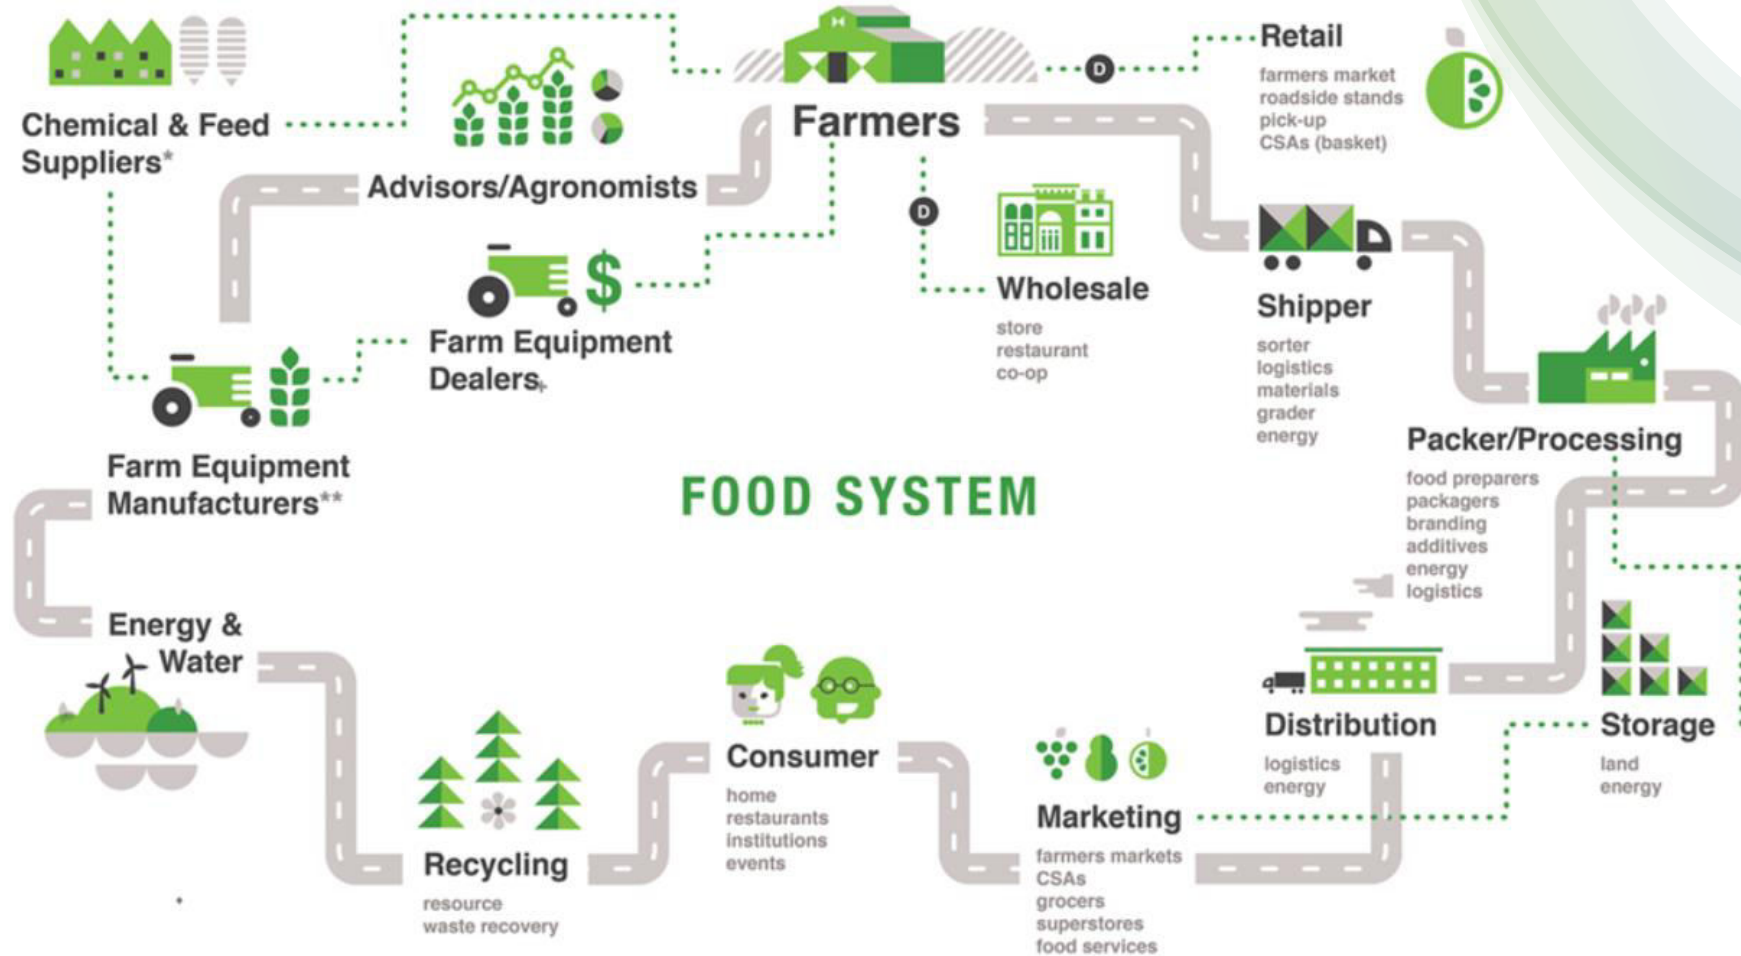 Chemical & Feed
Suppliers*
Advisors/Agronomists
Farmers
D
Retail
farmers market
roadside stands
pick-up
CSAs (basket)
D
Wholesale
store
restaurant
co-op
$
Farm Equipment
Dealers+
Farm Equipment
Manufacturers**
Shipper
sorter
logistics
materials
grader
energy
Packer/Processing
food preparers
packagers
branding
additives
energy
logistics
FOOD SYSTEM
Energy &
Water
Recycling
resource
waste recovery
Consumer
home
restaurants
institutions
events
Marketing
farmers markets
CSAs
grocers
superstores
food services
Distribution
logistics
energy
Storage
land
energy